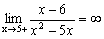 lim x→5+ x − 6 / x² − 5x = ∞